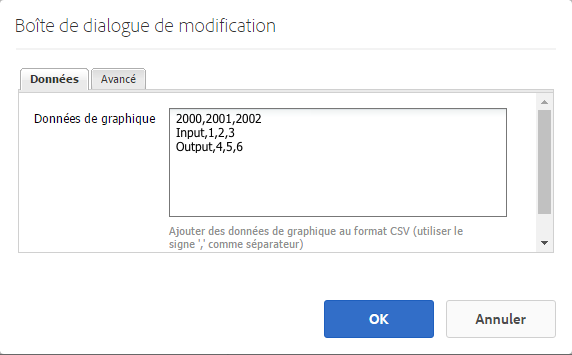 Boîte de dialogue de modification
Données
Avancé
Données de graphique
2000,2001,2002
Input,1,2,3
Output,4,5,6
Ajouter des données de graphique au format CSV (utiliser le
signe ',' comme séparateur)
OK
Annuler